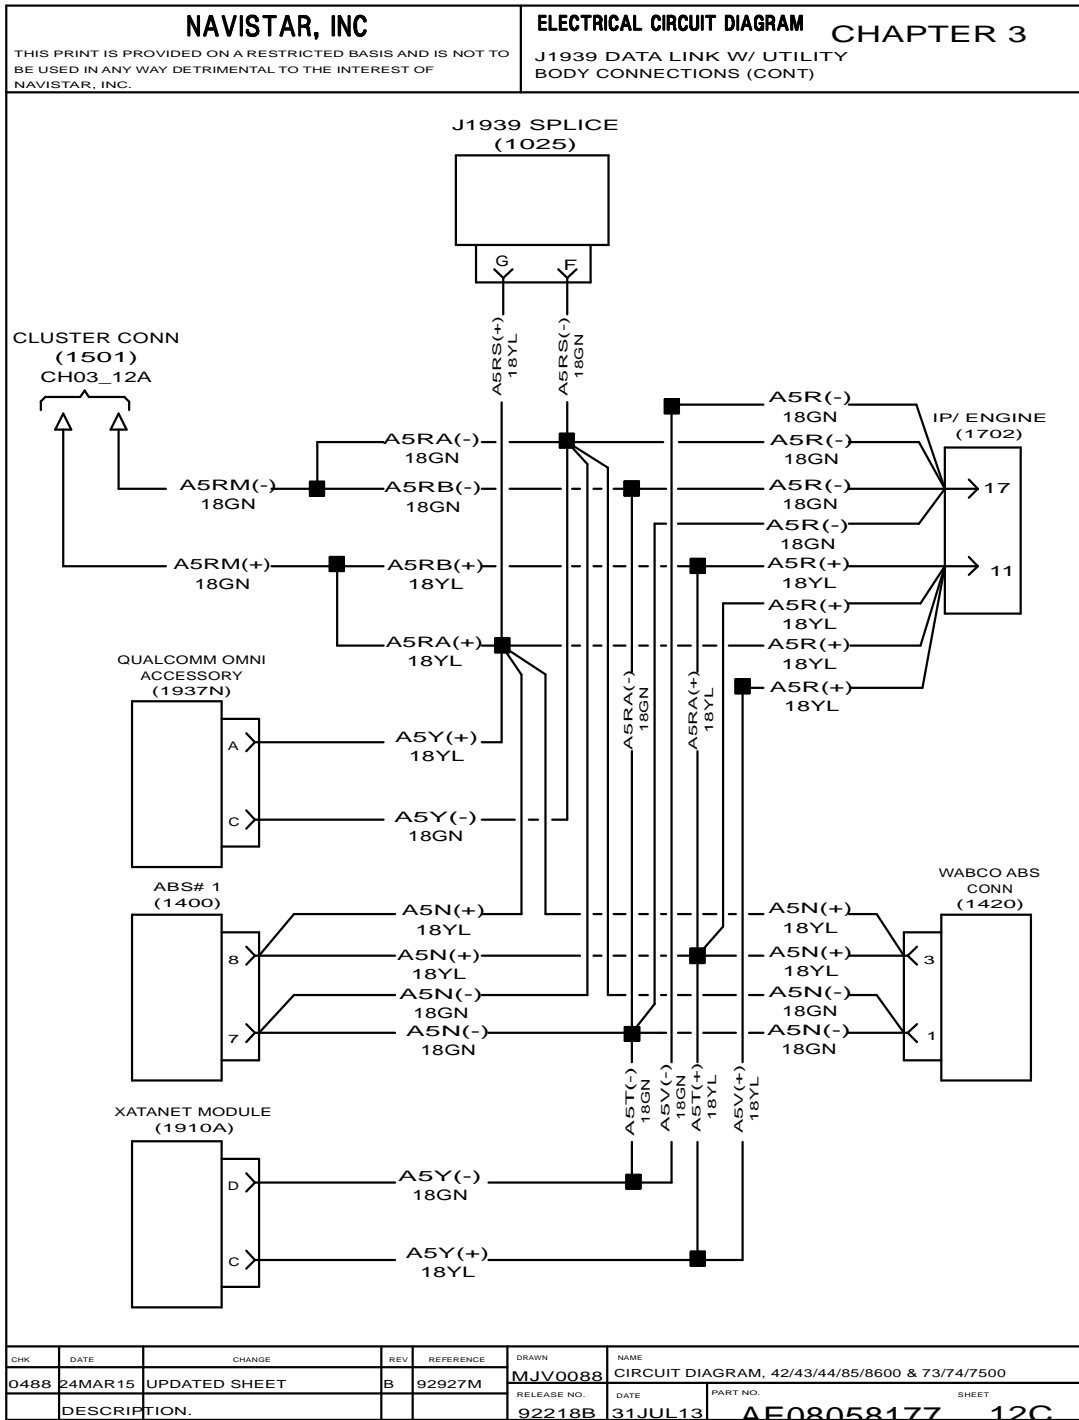 NAVISTAR, INC
THIS PRINT IS PROVIDED ON A RESTRICTED BASIS AND IS NOT TO
BE USED IN ANY WAY DETRIMENTAL TO THE INTEREST OF
NAVISTAR, INC.
ELECTRICAL CIRCUIT DIAGRAM
CHAPTER 3
J1939 DATA LINK W/ UTILITY
BODY CONNECTIONS (CONT)
J1939 SPLICE
(1025)
G
F
A5RS(+)
18YL
A5RS(-)
18GN
CLUSTER CONN
(1501)
CH03_12A
A5R(-)
18GN
IP/ ENGINE
(1702)
A5RA(-)
18GN
A5R(-)
18GN
A5RM(-)
18GN
A5RB(-)
18GN
A5R(-)
18GN
17
A5R(-)
18GN
A5RM(+)
18GN
A5RB(+)
18YL
A5R(+)
18YL
11
A5R(+)
18YL
A5RA(+)
18YL
A5R(+)
18YL
A5R(+)
18YL
A5RA(-)
18GN
A5RA(+)
18YL
QUALCOMM OMNI
ACCESSORY
(1937N)
A
A5Y(+)
18YL
C
A5Y(-)
18GN
ABS# 1
(1400)
WABCO ABS
CONN
(1420)
A5N(+)
18YL
A5N(+)
18YL
8
A5N(+)
18YL
A5N(+)
18YL
3
A5N(-)
18GN
A5N(-)
18GN
7
A5N(-)
18GN
A5N(-)
18GN
1
A5T(-)
18GN
A5V(-)
18GN
A5T(+)
18YL
A5V(+)
18YL
XATANET MODULE
(1910A)
D
A5Y(-)
18GN
C
A5Y(+)
18YL
CHK DATE CHANGE REV REFERENCE
0488 24MAR15 UPDATED SHEET B 92927M
DESCRIPTION.
DRAWN
MJV0088
NAME
CIRCUIT DIAGRAM, 42/43/44/85/8600 & 73/74/7500
RELEASE NO.
92218B
DATE
31JUL13
PART NO.
AE08058177
SHEET
12C